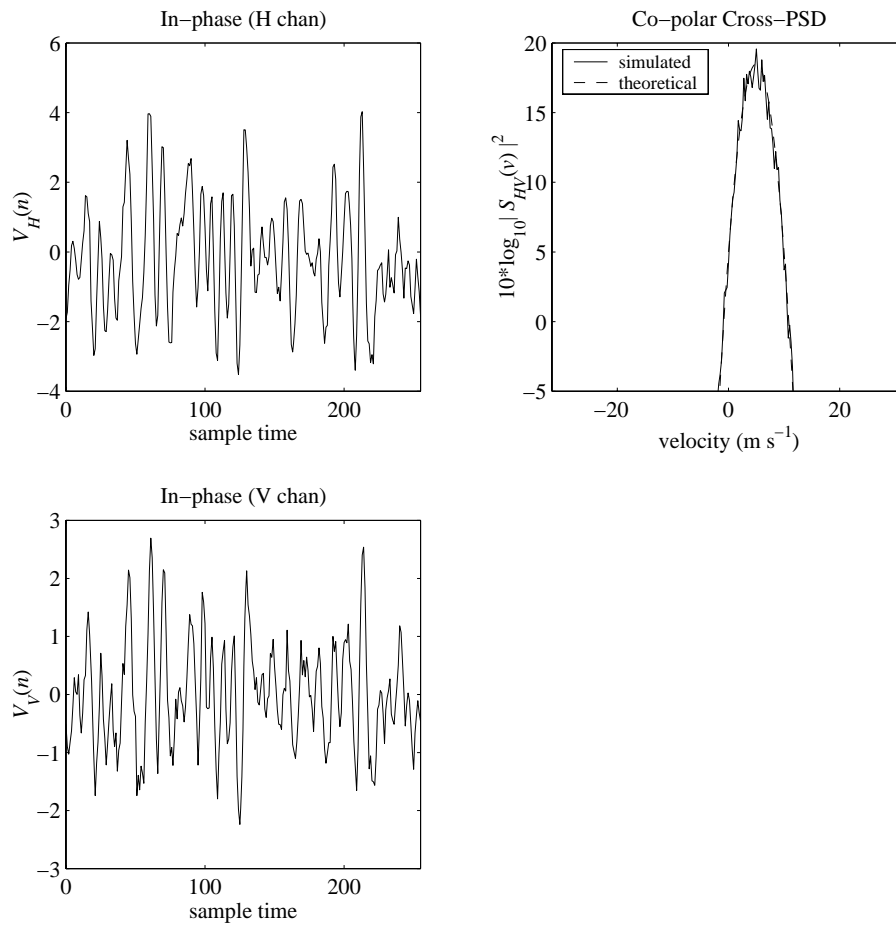 In−phase (H chan)
6
4
2
0
−2
−4
V_H(n)
0
100
200
sample time
Co−polar Cross−PSD
20
15
10
5
0
−5
10*log₁₀| S_HV(v) |²
simulated
theoretical
−20
0
20
velocity (m s⁻¹)
In−phase (V chan)
3
2
1
0
−1
−2
−3
V_V(n)
0
100
200
sample time